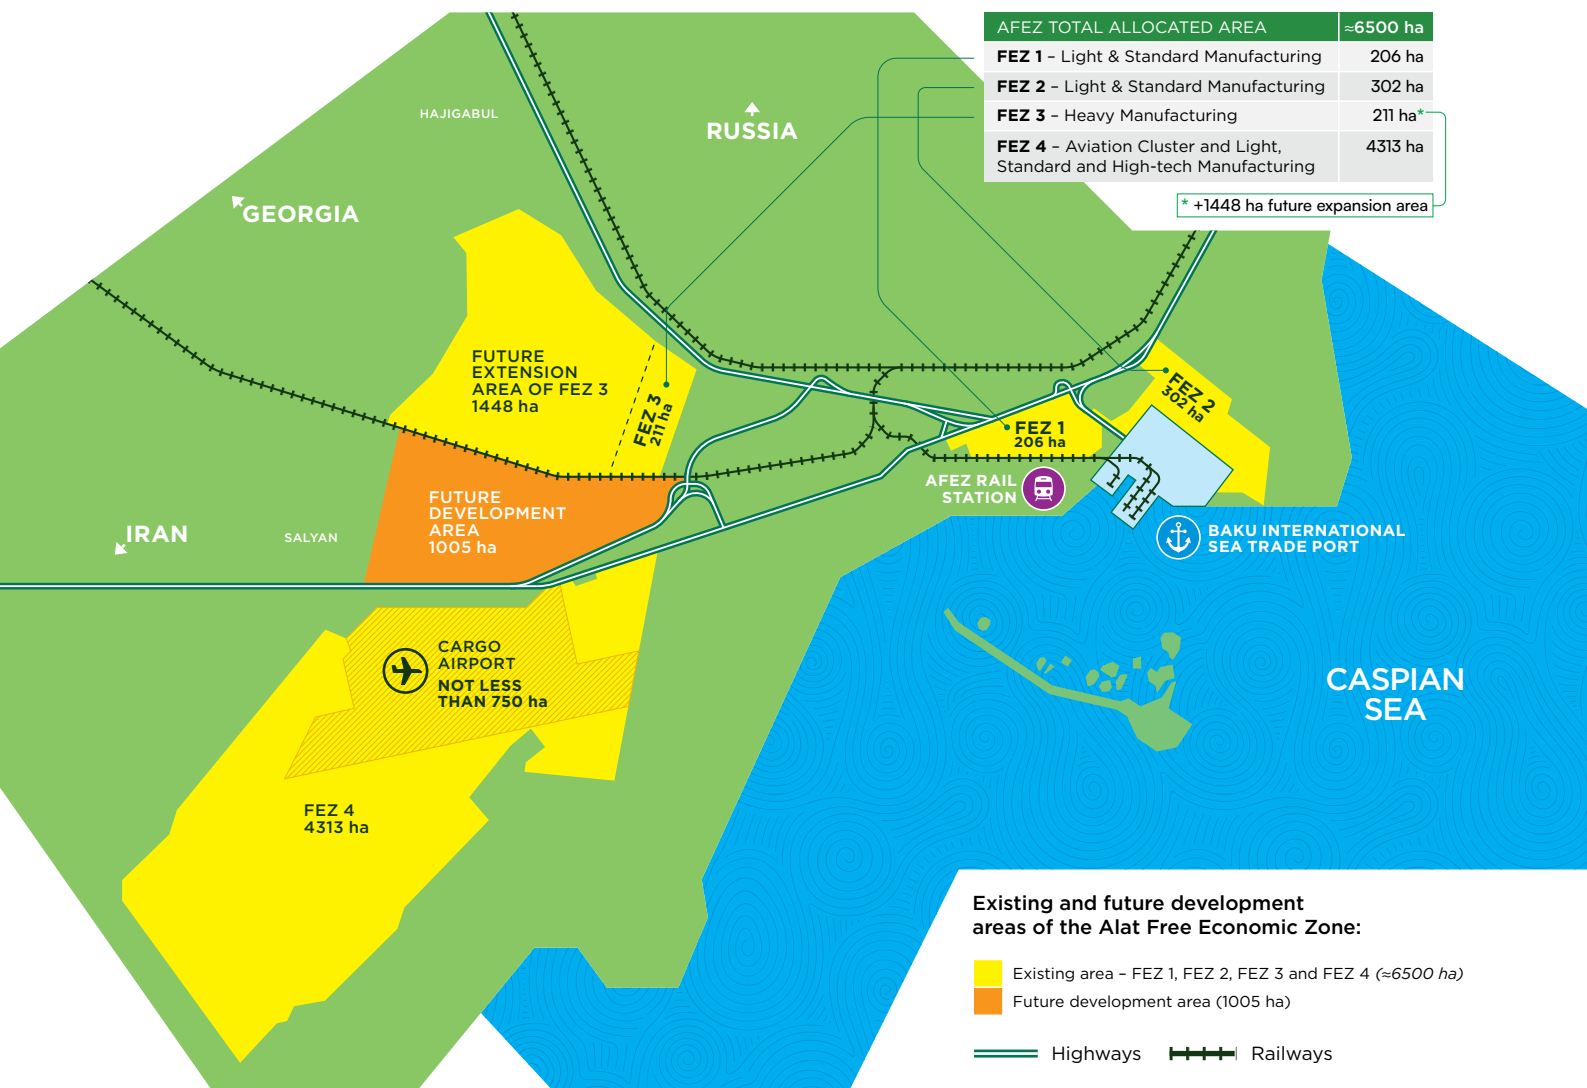 AFEZ TOTAL ALLOCATED AREA ≈6500 ha
FEZ 1 – Light & Standard Manufacturing 206 ha
FEZ 2 – Light & Standard Manufacturing 302 ha
FEZ 3 – Heavy Manufacturing 211 ha*
FEZ 4 – Aviation Cluster and Light, 4313 ha
Standard and High-tech Manufacturing
* +1448 ha future expansion area
HAJIGABUL
RUSSIA
GEORGIA
FUTURE
EXTENSION
AREA OF FEZ 3
1448 ha
FEZ 3
211 ha
FEZ 2
302 ha
FEZ 1
206 ha
AFEZ RAIL
STATION
FUTURE
DEVELOPMENT
AREA
1005 ha
IRAN
SALYAN
BAKU INTERNATIONAL
SEA TRADE PORT
CARGO
AIRPORT
NOT LESS
THAN 750 ha
CASPIAN
SEA
FEZ 4
4313 ha
Existing and future development
areas of the Alat Free Economic Zone:
Existing area – FEZ 1, FEZ 2, FEZ 3 and FEZ 4 (≈6500 ha)
Future development area (1005 ha)
Highways Railways